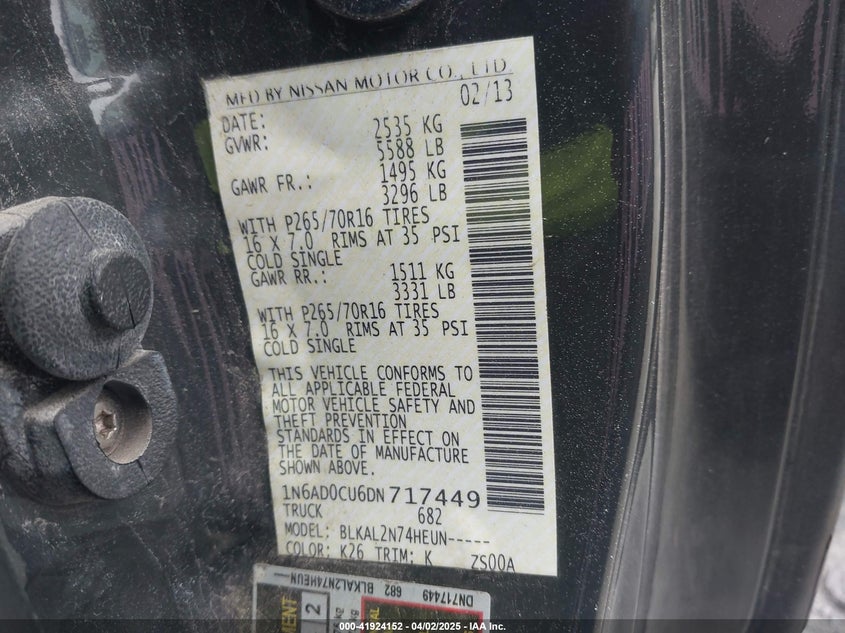 MFD BY NISSAN MOTOR CO., LTD
DATE: 02/13
GVWR: 2535 KG
5588 LB
GAWR FR.: 1495 KG
3296 LB
WITH P265/70R16 TIRES
16 X 7.0 RIMS AT 35 PSI
COLD SINGLE
GAWR RR.: 1511 KG
3331 LB
WITH P265/70R16 TIRES
16 X 7.0 RIMS AT 35 PSI
COLD SINGLE
THIS VEHICLE CONFORMS TO
ALL APPLICABLE FEDERAL
MOTOR VEHICLE SAFETY AND
THEFT PREVENTION
STANDARDS IN EFFECT ON
THE DATE OF MANUFACTURE
SHOWN ABOVE.
1N6AD0CU6DN717449
TRUCK 682
MODEL: BLKAL2N74HEUN-----
COLOR: K26 TRIM: K ZS00A
DN717449 682 BLKAL2N74HEUN
000-41924152 - 04/02/2025 - IAA Inc.